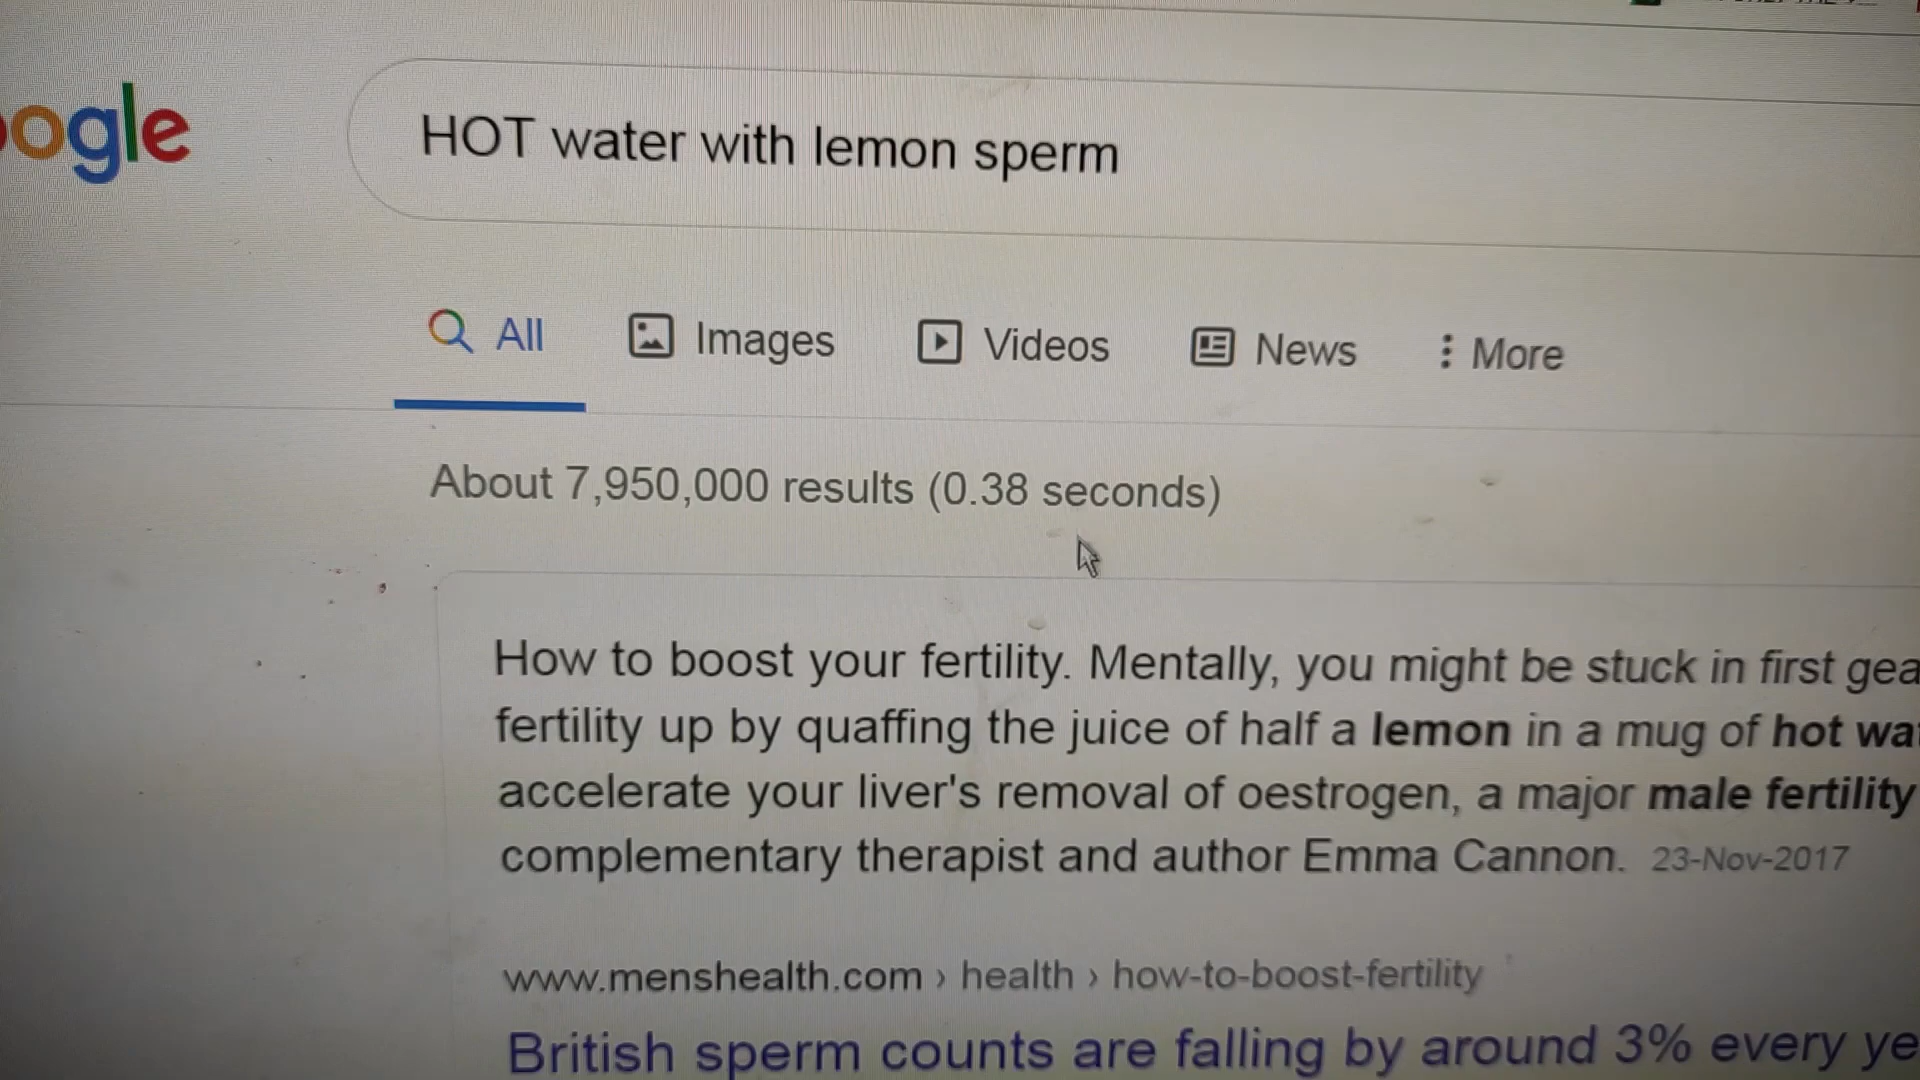 ogle
HOT water with lemon sperm
All Images Videos News More
About 7,950,000 results (0.38 seconds)
How to boost your fertility. Mentally, you might be stuck in first gea
fertility up by quaffing the juice of half a lemon in a mug of hot wa
accelerate your liver's removal of oestrogen, a major male fertility
complementary therapist and author Emma Cannon. 23-Nov-2017
www.menshealth.com › health › how-to-boost-fertility
British sperm counts are falling by around 3% every ye